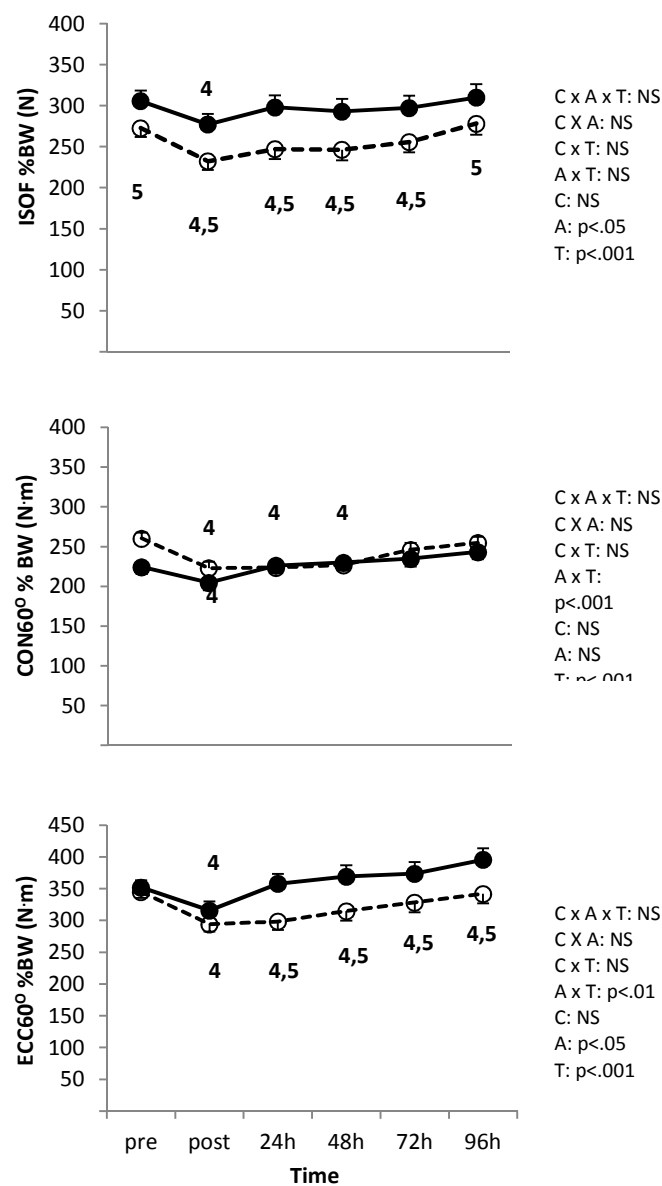 ISOF %BW (N)
400
350
300
250
200
150
100
50
4
5
4,5
4,5
4,5
4,5
5
C x A x T: NS
C X A: NS
C x T: NS
A x T: NS
C: NS
A: p<.05
T: p<.001
CON60⁰ % BW (N·m)
400
350
300
250
200
150
100
50
4
4
4
4
C x A x T: NS
C X A: NS
C x T: NS
A x T:
p<.001
C: NS
A: NS
T: p<.001
ECC60⁰ %BW (N·m)
450
400
350
300
250
200
150
100
50
4
4
4,5
4,5
4,5
4,5
C x A x T: NS
C X A: NS
C x T: NS
A x T: p<.01
C: NS
A: p<.05
T: p<.001
pre post 24h 48h 72h 96h
Time